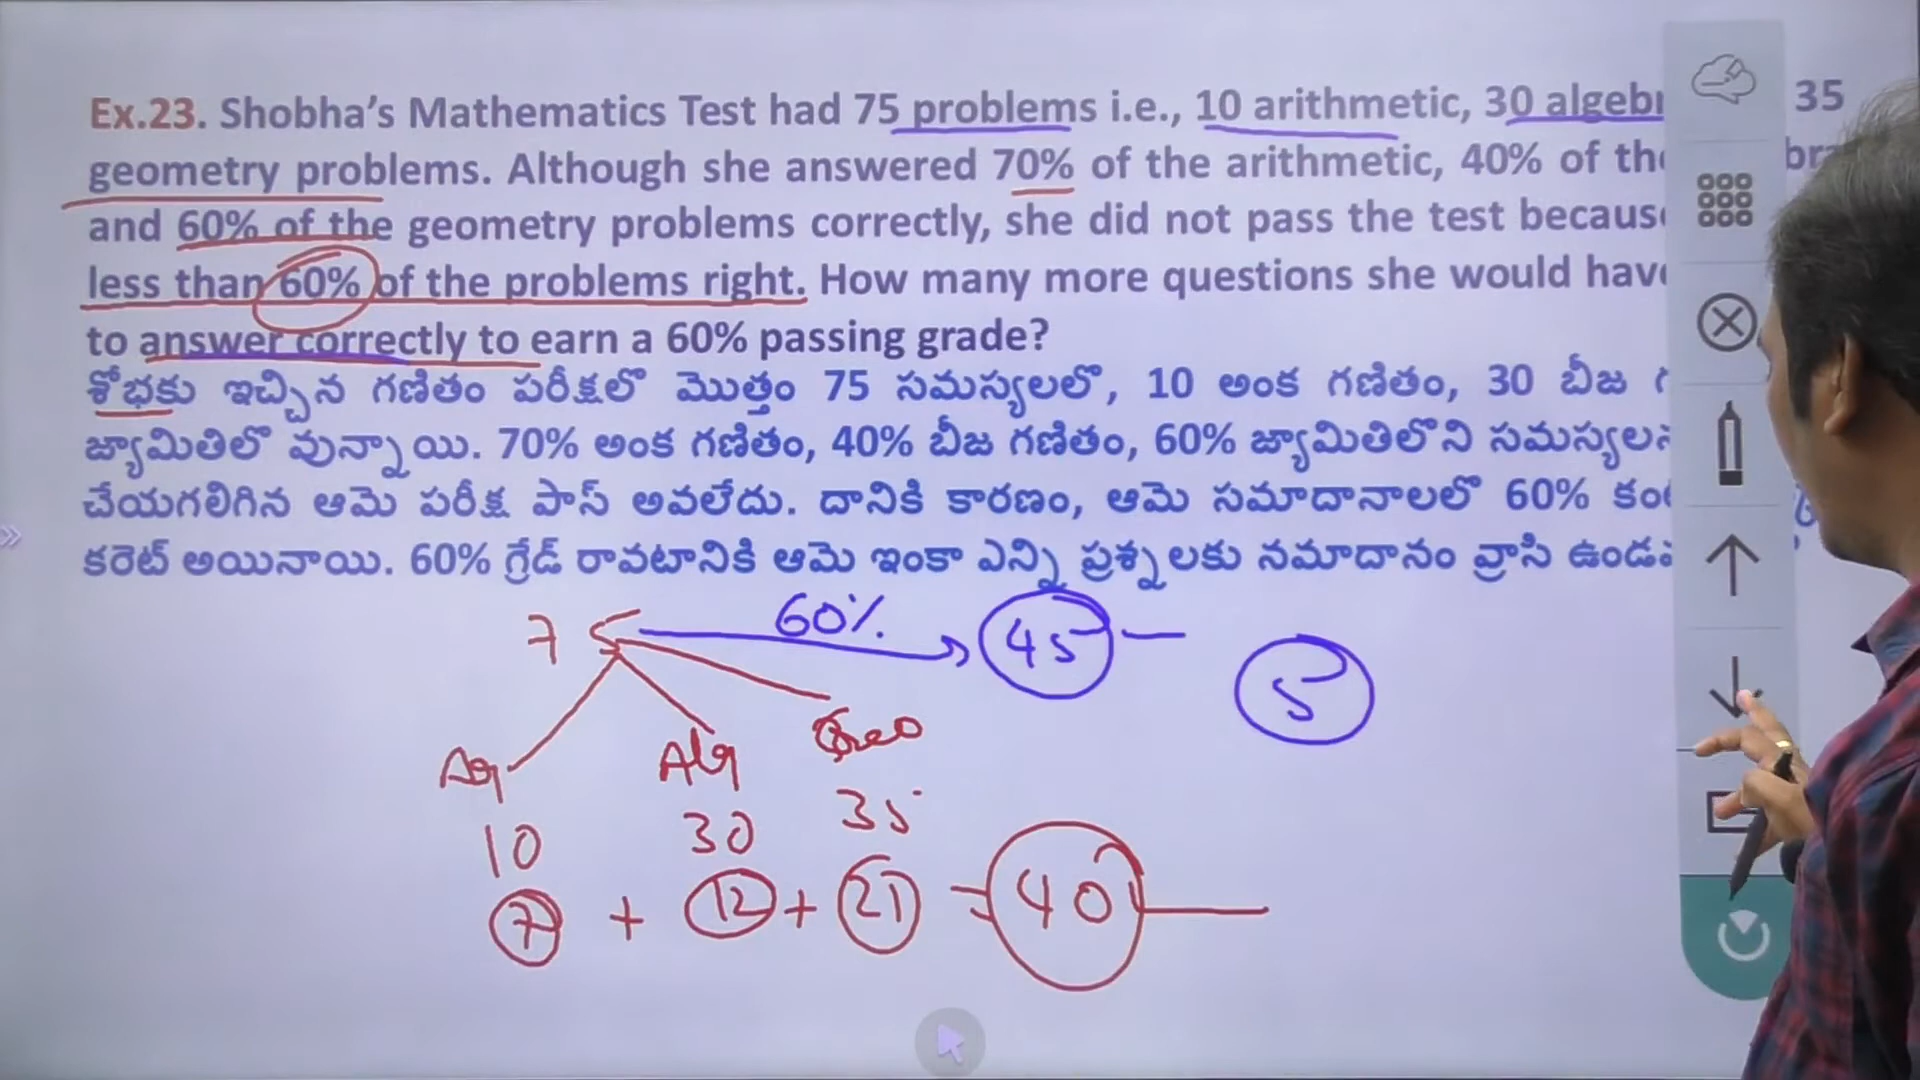 Ex.23. Shobha's Mathematics Test had 75 problems i.e., 10 arithmetic, 30 algebr 35
geometry problems. Although she answered 70% of the arithmetic, 40% of th bra
and 60% of the geometry problems correctly, she did not pass the test becaus
less than 60% of the problems right. How many more questions she would hav
to answer correctly to earn a 60% passing grade?
శోభకు ఇచ్చిన గణితం పరీక్షలో మొత్తం 75 సమస్యలలో, 10 అంక గణితం, 30 బీజ గ
జ్యామితిలో వున్నాయి. 70% అంక గణితం, 40% బీజ గణితం, 60% జ్యామితిలోని సమస్యల
చేయగలిగిన ఆమె పరీక్ష పాస్ అవలేదు. దానికి కారణం, ఆమె సమాదానాలలో 60% కం
కరెట్ అయినాయి. 60% గ్రేడ్ రావటానికి ఆమె ఇంకా ఎన్ని ప్రశ్నలకు నమాదానం వ్రాసి ఉండ
75 60% 45 5
Alg Geo
10 30 35
7 + 12 + 21 = 40